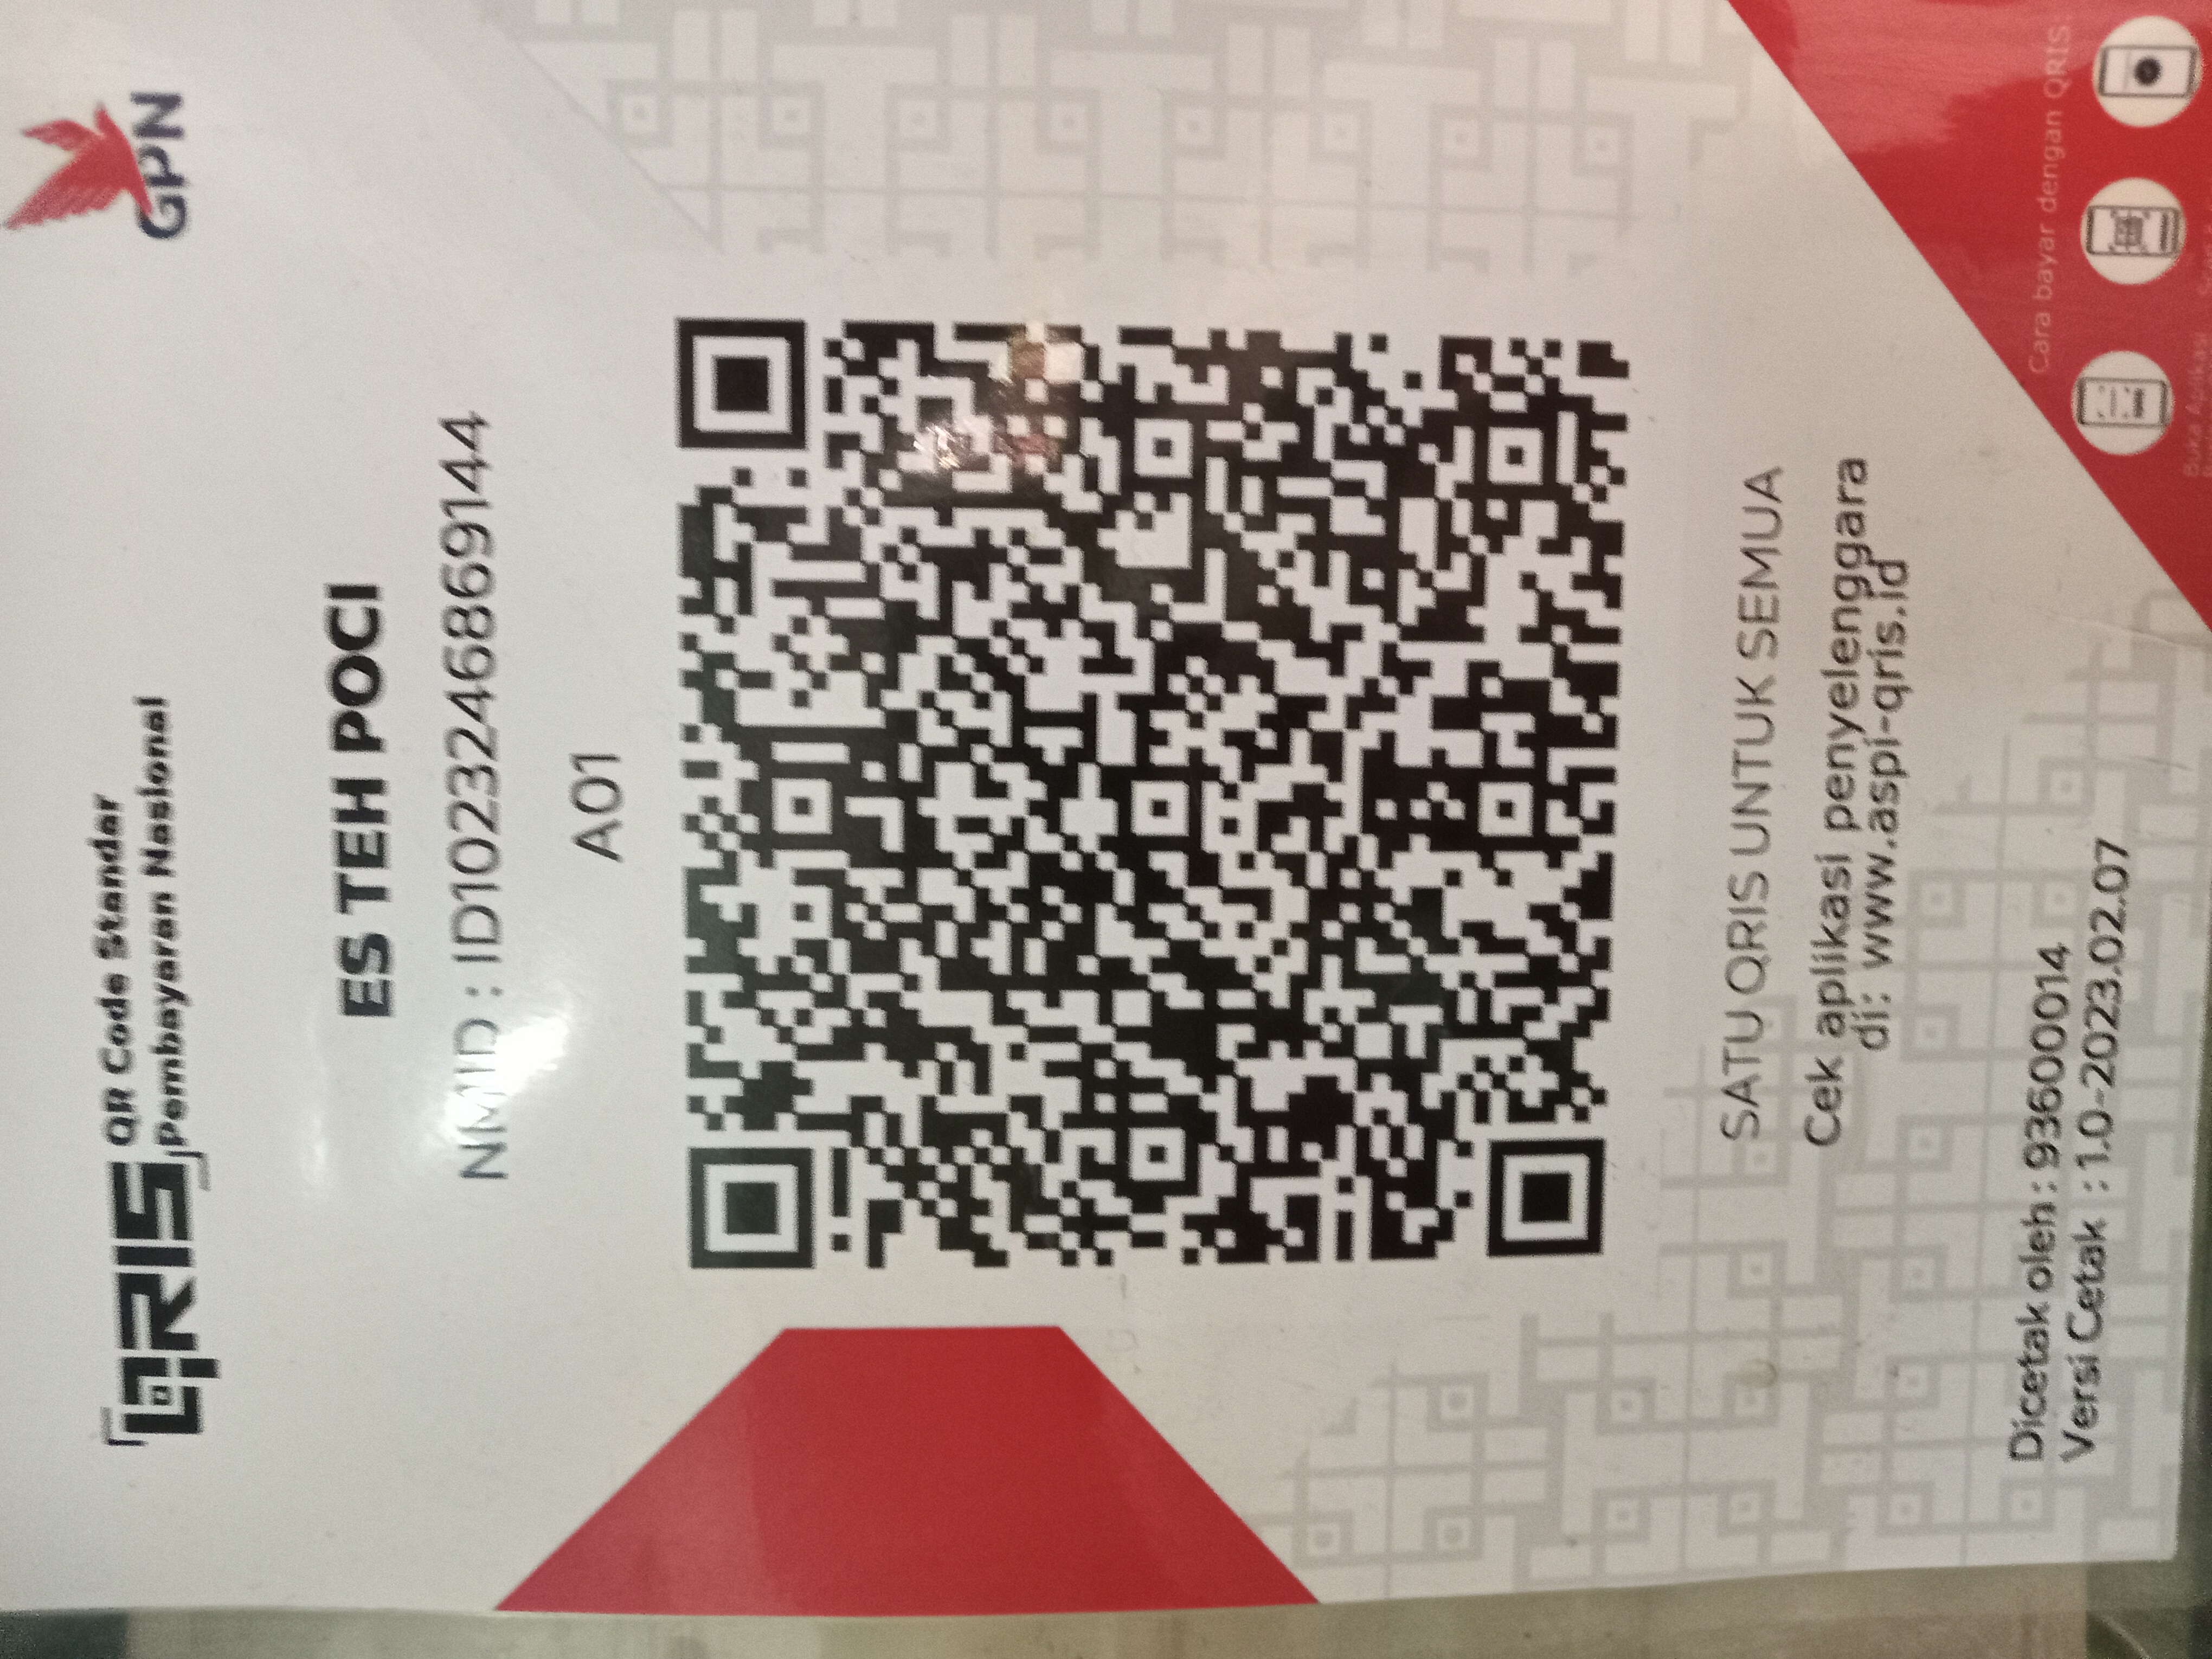 QRIS QR Code Standar
Pembayaran Nasional
GPN
ES TEH POCI
NMID : ID1023246869144
A01
SATU QRIS UNTUK SEMUA
Cek aplikasi penyelenggara
di: www.aspi-qris.id
Dicetak oleh : 93600014
Versi Cetak : 1.0-2023.02.07
Cara bayar dengan QRIS:
Buka Aplikasi